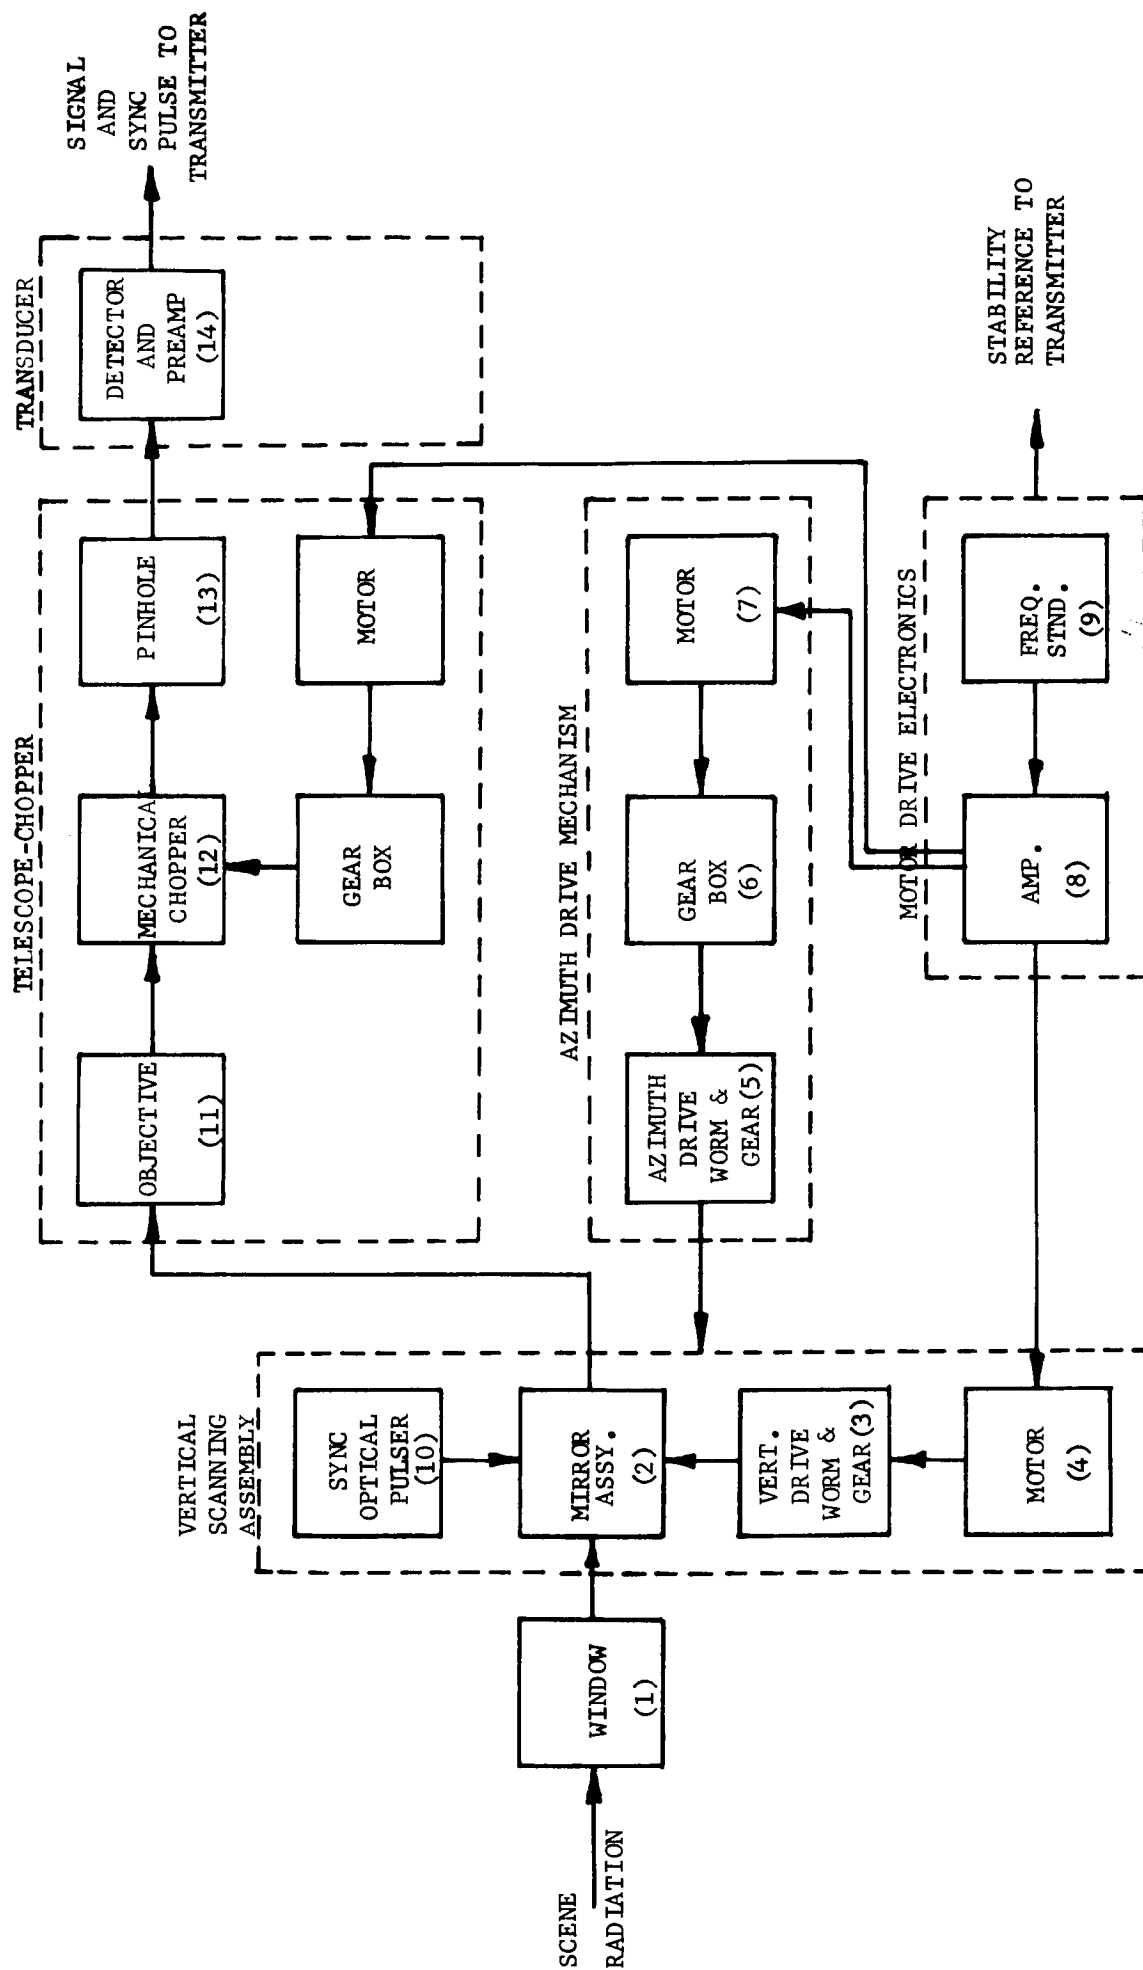 SCENE
RADIATION
WINDOW
(1)
VERTICAL
SCANNING
ASSEMBLY
SYNC
OPTICAL
PULSER
(10)
MIRROR
ASSY.
(2)
VERT.
DRIVE
WORM &
GEAR(3)
MOTOR
(4)
TELESCOPE-CHOPPER
OBJECTIVE
(11)
MECHANICAL
CHOPPER
(12)
PINHOLE
(13)
GEAR
BOX
MOTOR
AZIMUTH DRIVE MECHANISM
AZIMUTH
DRIVE
WORM &
GEAR(5)
GEAR
BOX
(6)
MOTOR
(7)
MOTOR DRIVE ELECTRONICS
AMP.
(8)
FREQ.
STND.
(9)
TRANSDUCER
DETECTOR
AND
PREAMP
(14)
SIGNAL
AND
SYNC
PULSE TO
TRANSMITTER
STABILITY
REFERENCE TO
TRANSMITTER